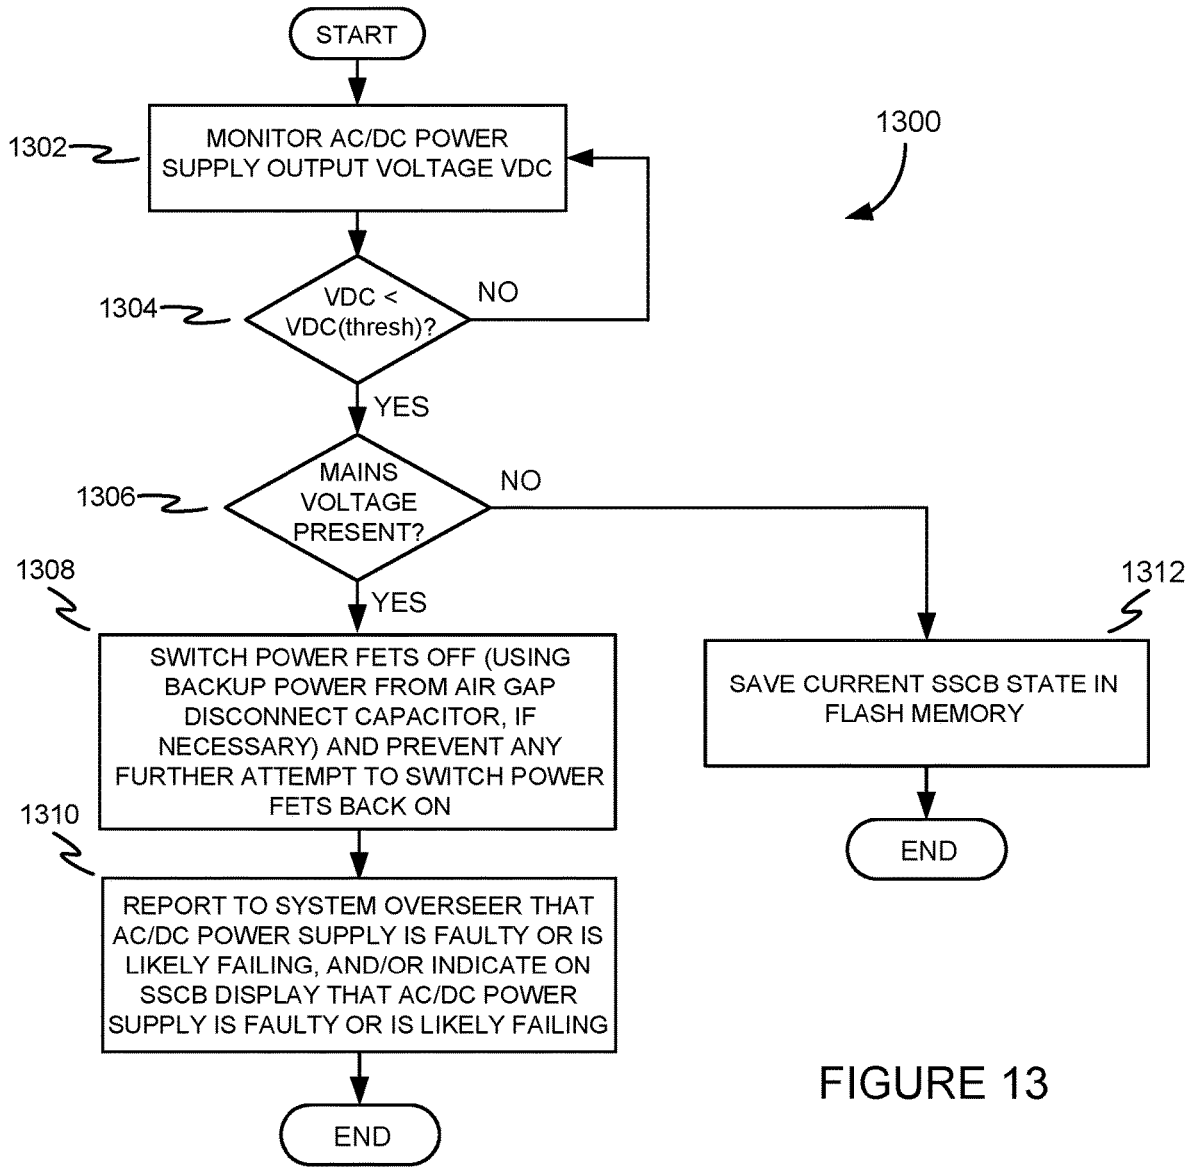 START
1300
1302
MONITOR AC/DC POWER
SUPPLY OUTPUT VOLTAGE VDC
1304
VDC <
VDC(thresh)?
NO
YES
1306
MAINS
VOLTAGE
PRESENT?
NO
YES
1308
SWITCH POWER FETS OFF (USING
BACKUP POWER FROM AIR GAP
DISCONNECT CAPACITOR, IF
NECESSARY) AND PREVENT ANY
FURTHER ATTEMPT TO SWITCH POWER
FETS BACK ON
1312
SAVE CURRENT SSCB STATE IN
FLASH MEMORY
END
1310
REPORT TO SYSTEM OVERSEER THAT
AC/DC POWER SUPPLY IS FAULTY OR IS
LIKELY FAILING, AND/OR INDICATE ON
SSCB DISPLAY THAT AC/DC POWER
SUPPLY IS FAULTY OR IS LIKELY FAILING
END
FIGURE 13